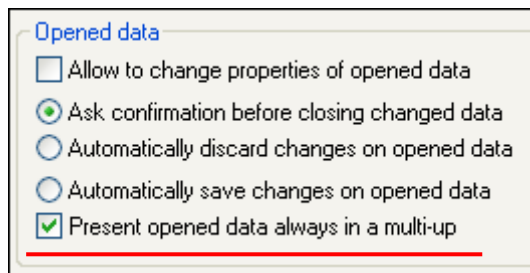 Opened data
Allow to change properties of opened data
Ask confirmation before closing changed data
Automatically discard changes on opened data
Automatically save changes on opened data
Present opened data always in a multi-up